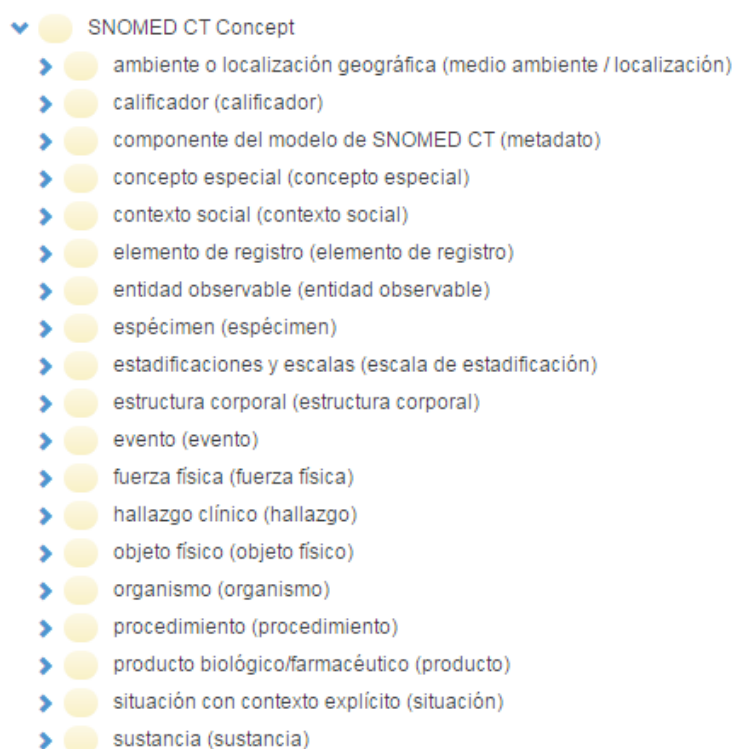 SNOMED CT Concept
ambiente o localización geográfica (medio ambiente / localización)
calificador (calificador)
componente del modelo de SNOMED CT (metadato)
concepto especial (concepto especial)
contexto social (contexto social)
elemento de registro (elemento de registro)
entidad observable (entidad observable)
espécimen (espécimen)
estadificaciones y escalas (escala de estadificación)
estructura corporal (estructura corporal)
evento (evento)
fuerza física (fuerza física)
hallazgo clínico (hallazgo)
objeto físico (objeto físico)
organismo (organismo)
procedimiento (procedimiento)
producto biológico/farmacéutico (producto)
situación con contexto explícito (situación)
sustancia (sustancia)